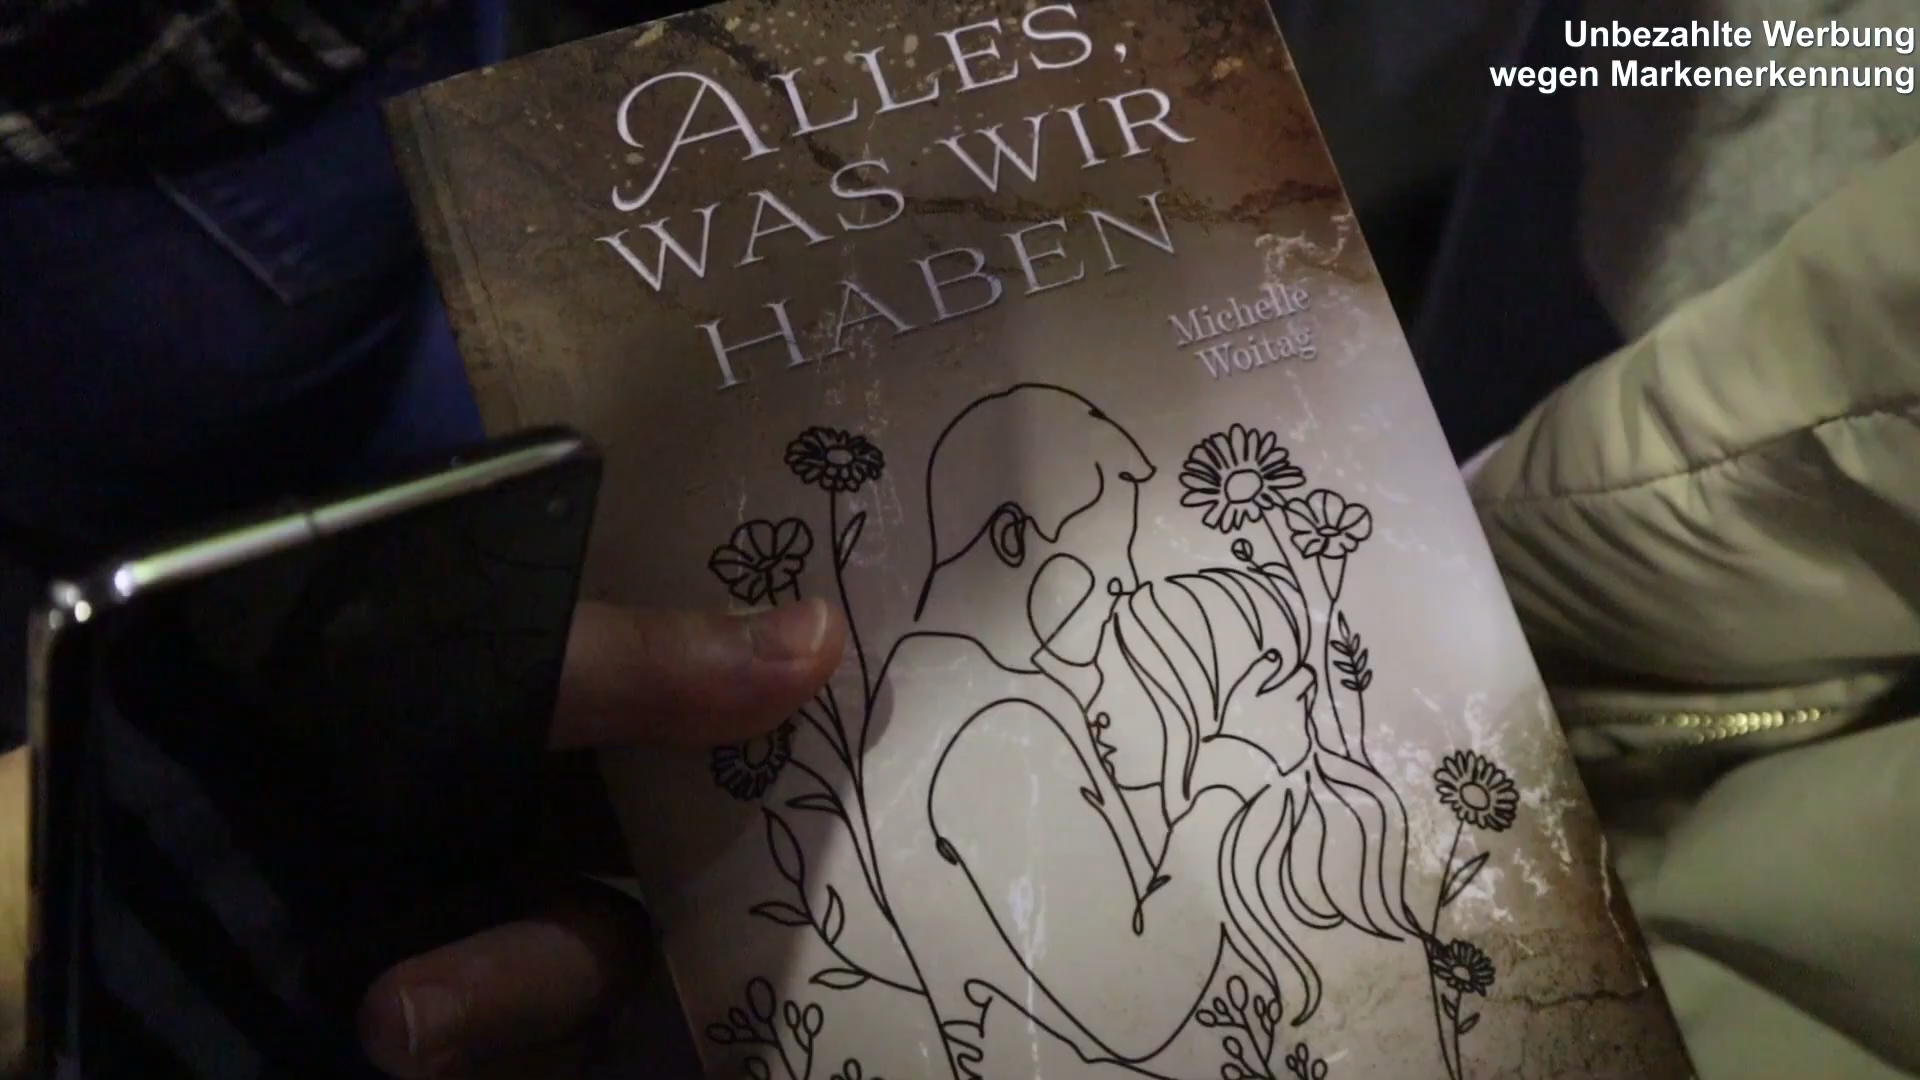 Unbezahlte Werbung
wegen Markenerkennung
ALLES,
WAS WIR
HABEN
Michelle
Woitag